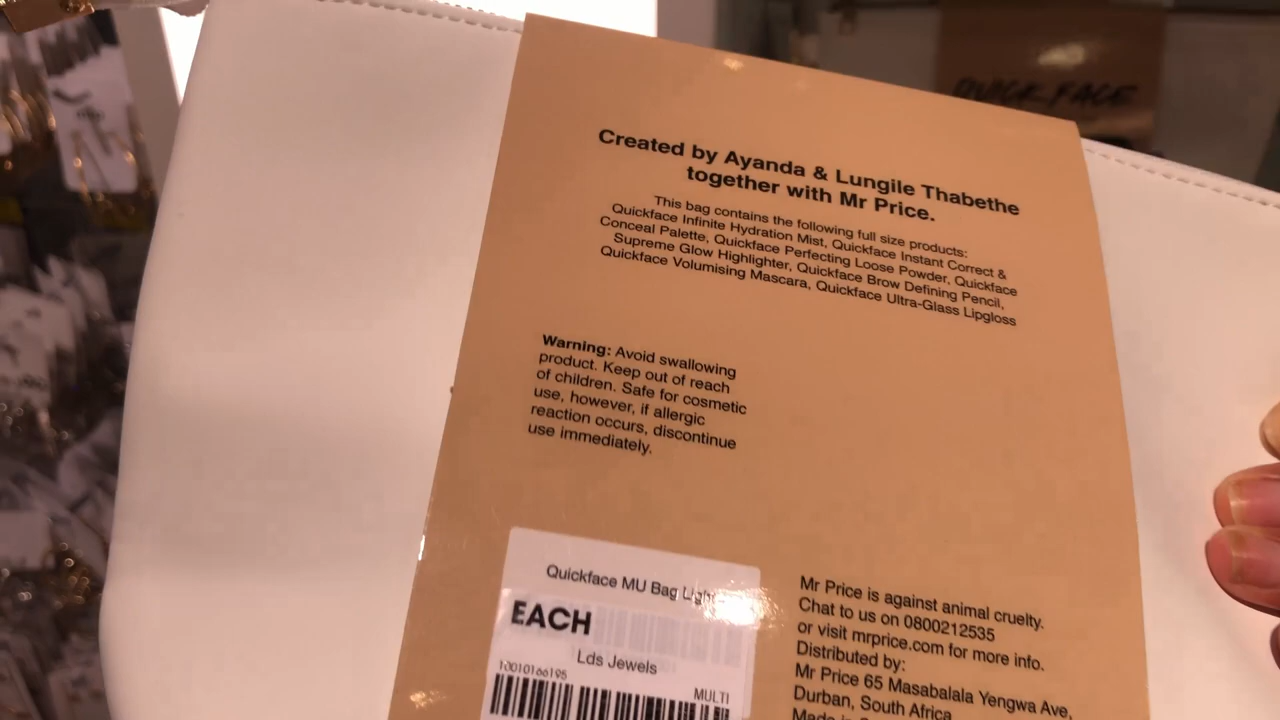 QUICKFACE
Created by Ayanda & Lungile Thabethe
together with Mr Price.
This bag contains the following full size products:
Quickface Infinite Hydration Mist, Quickface Instant Correct &
Conceal Palette, Quickface Perfecting Loose Powder, Quickface
Supreme Glow Highlighter, Quickface Brow Defining Pencil,
Quickface Volumising Mascara, Quickface Ultra-Glass Lipgloss
Warning: Avoid swallowing
product. Keep out of reach
of children. Safe for cosmetic
use, however, if allergic
reaction occurs, discontinue
use immediately.
Quickface MU Bag Light
EACH
Lds Jewels
10010166195
MULTI
Mr Price is against animal cruelty.
Chat to us on 0800212535
or visit mrprice.com for more info.
Distributed by:
Mr Price 65 Masabalala Yengwa Ave,
Durban, South Africa
Made in